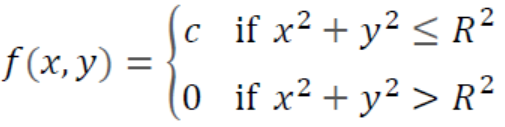 f(x, y) = { c if x² + y² ≤ R²
0 if x² + y² > R²